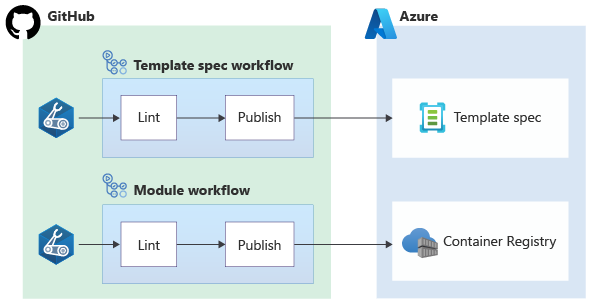 GitHub
Azure
Template spec workflow
Lint
Publish
Template spec
Module workflow
Lint
Publish
Container Registry